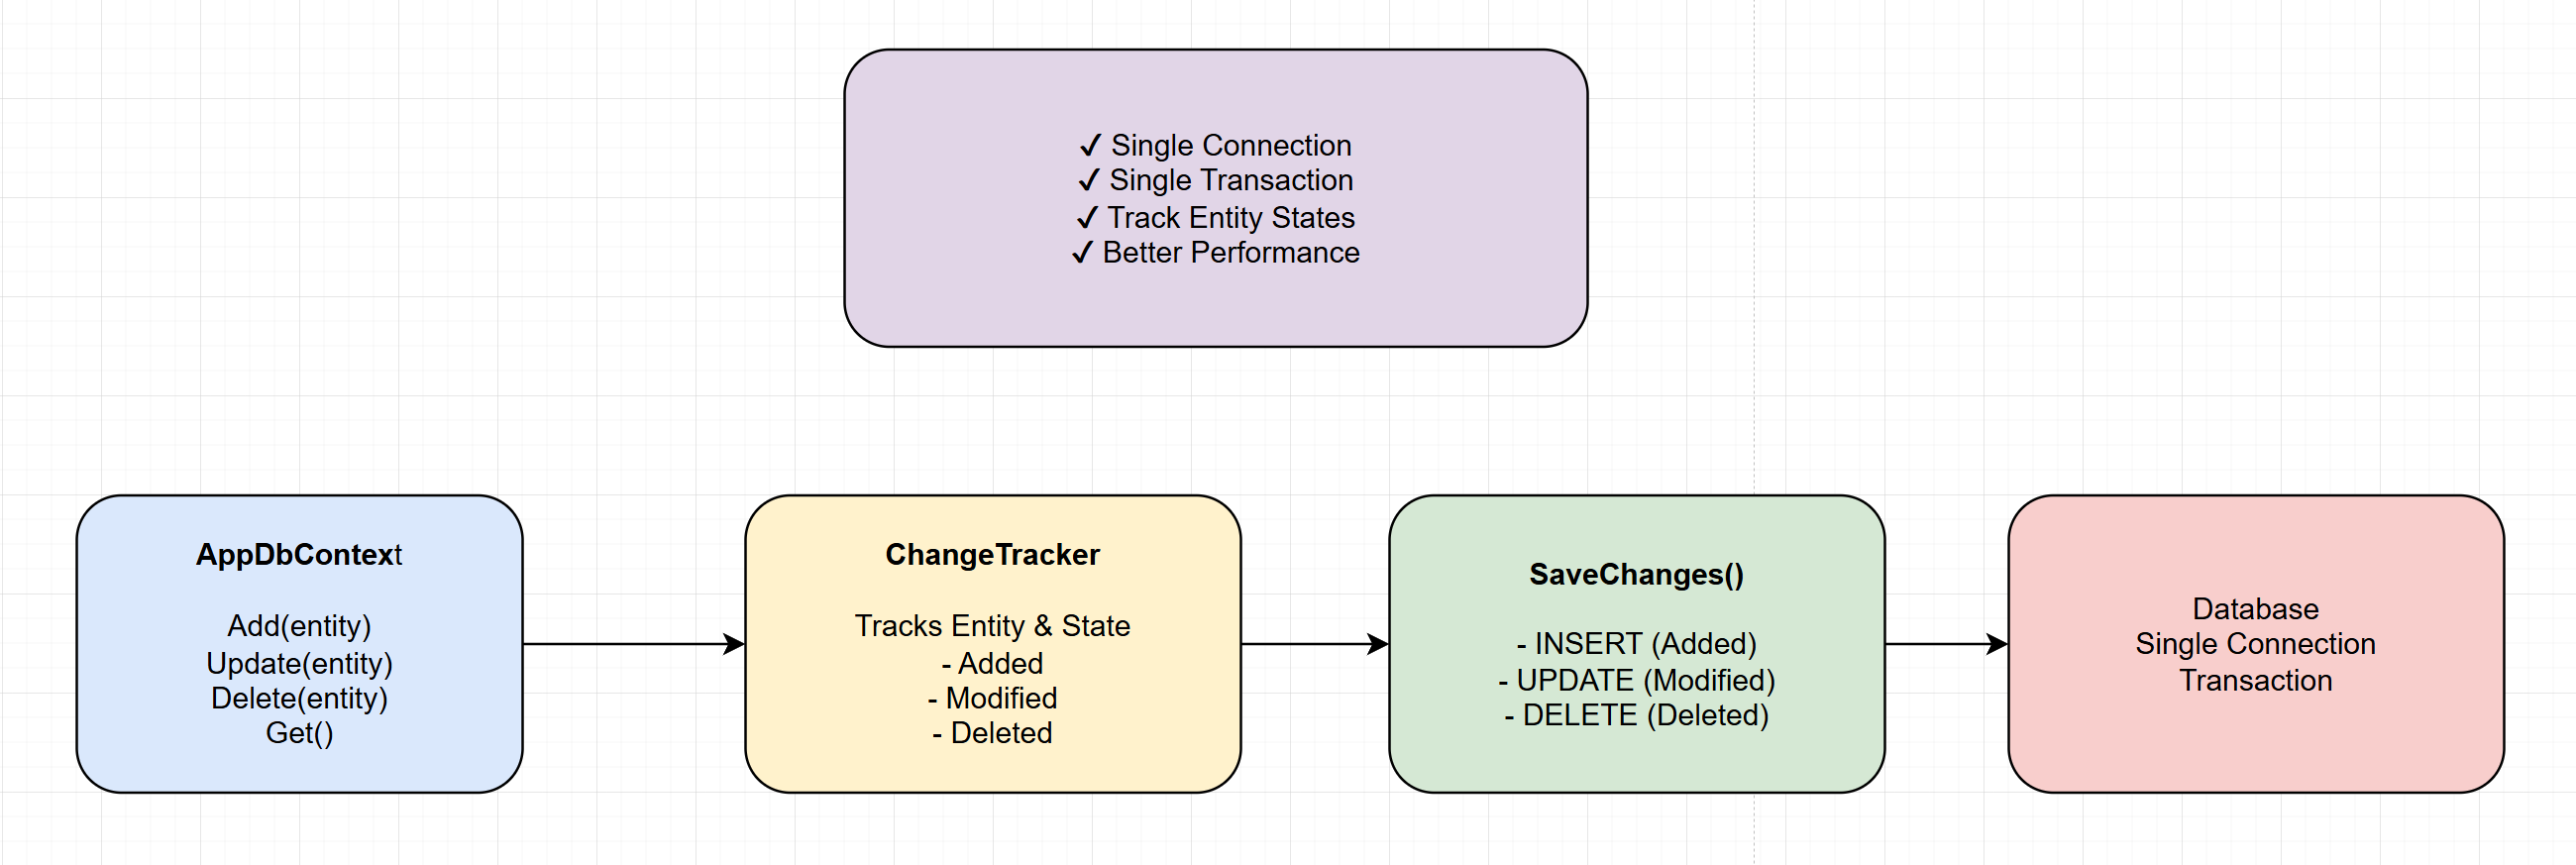 ✓ Single Connection
✓ Single Transaction
✓ Track Entity States
✓ Better Performance
AppDbContext
Add(entity)
Update(entity)
Delete(entity)
Get()
ChangeTracker
Tracks Entity & State
- Added
- Modified
- Deleted
SaveChanges()
- INSERT (Added)
- UPDATE (Modified)
- DELETE (Deleted)
Database
Single Connection
Transaction